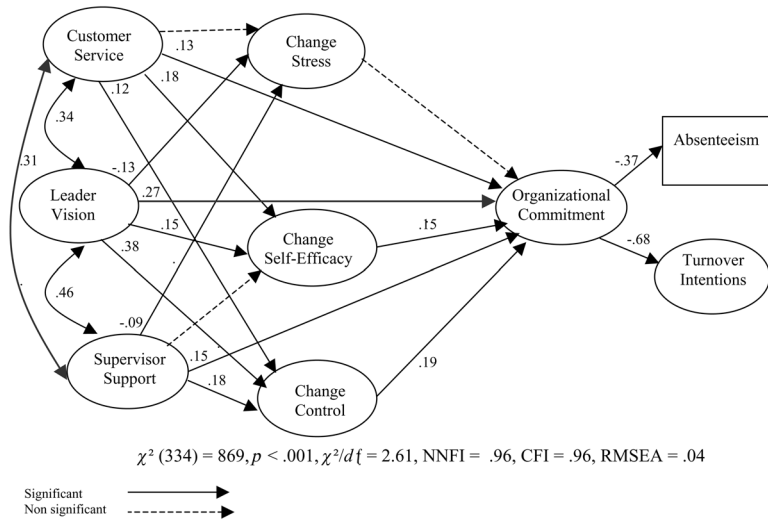 Customer
Service
.13
.18
.12
Change
Stress
.34
.31
-.13
Leader
Vision
.27
.15
.38
Change
Self-Efficacy
.15
Organizational
Commitment
-.37
Absenteeism
-.68
Turnover
Intentions
.46
-.09
Supervisor
Support
.15
.18
Change
Control
.19
χ² (334) = 869, p < .001, χ²/df = 2.61, NNFI = .96, CFI = .96, RMSEA = .04
Significant
Non significant